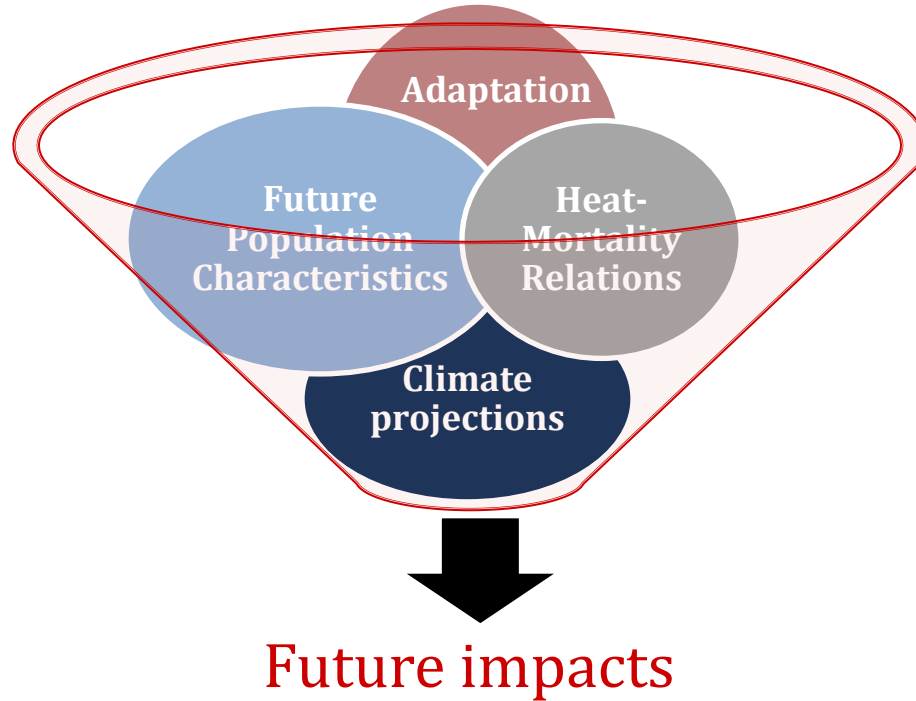 Adaptation
Future
Population
Characteristics
Heat-
Mortality
Relations
Climate
projections
Future impacts